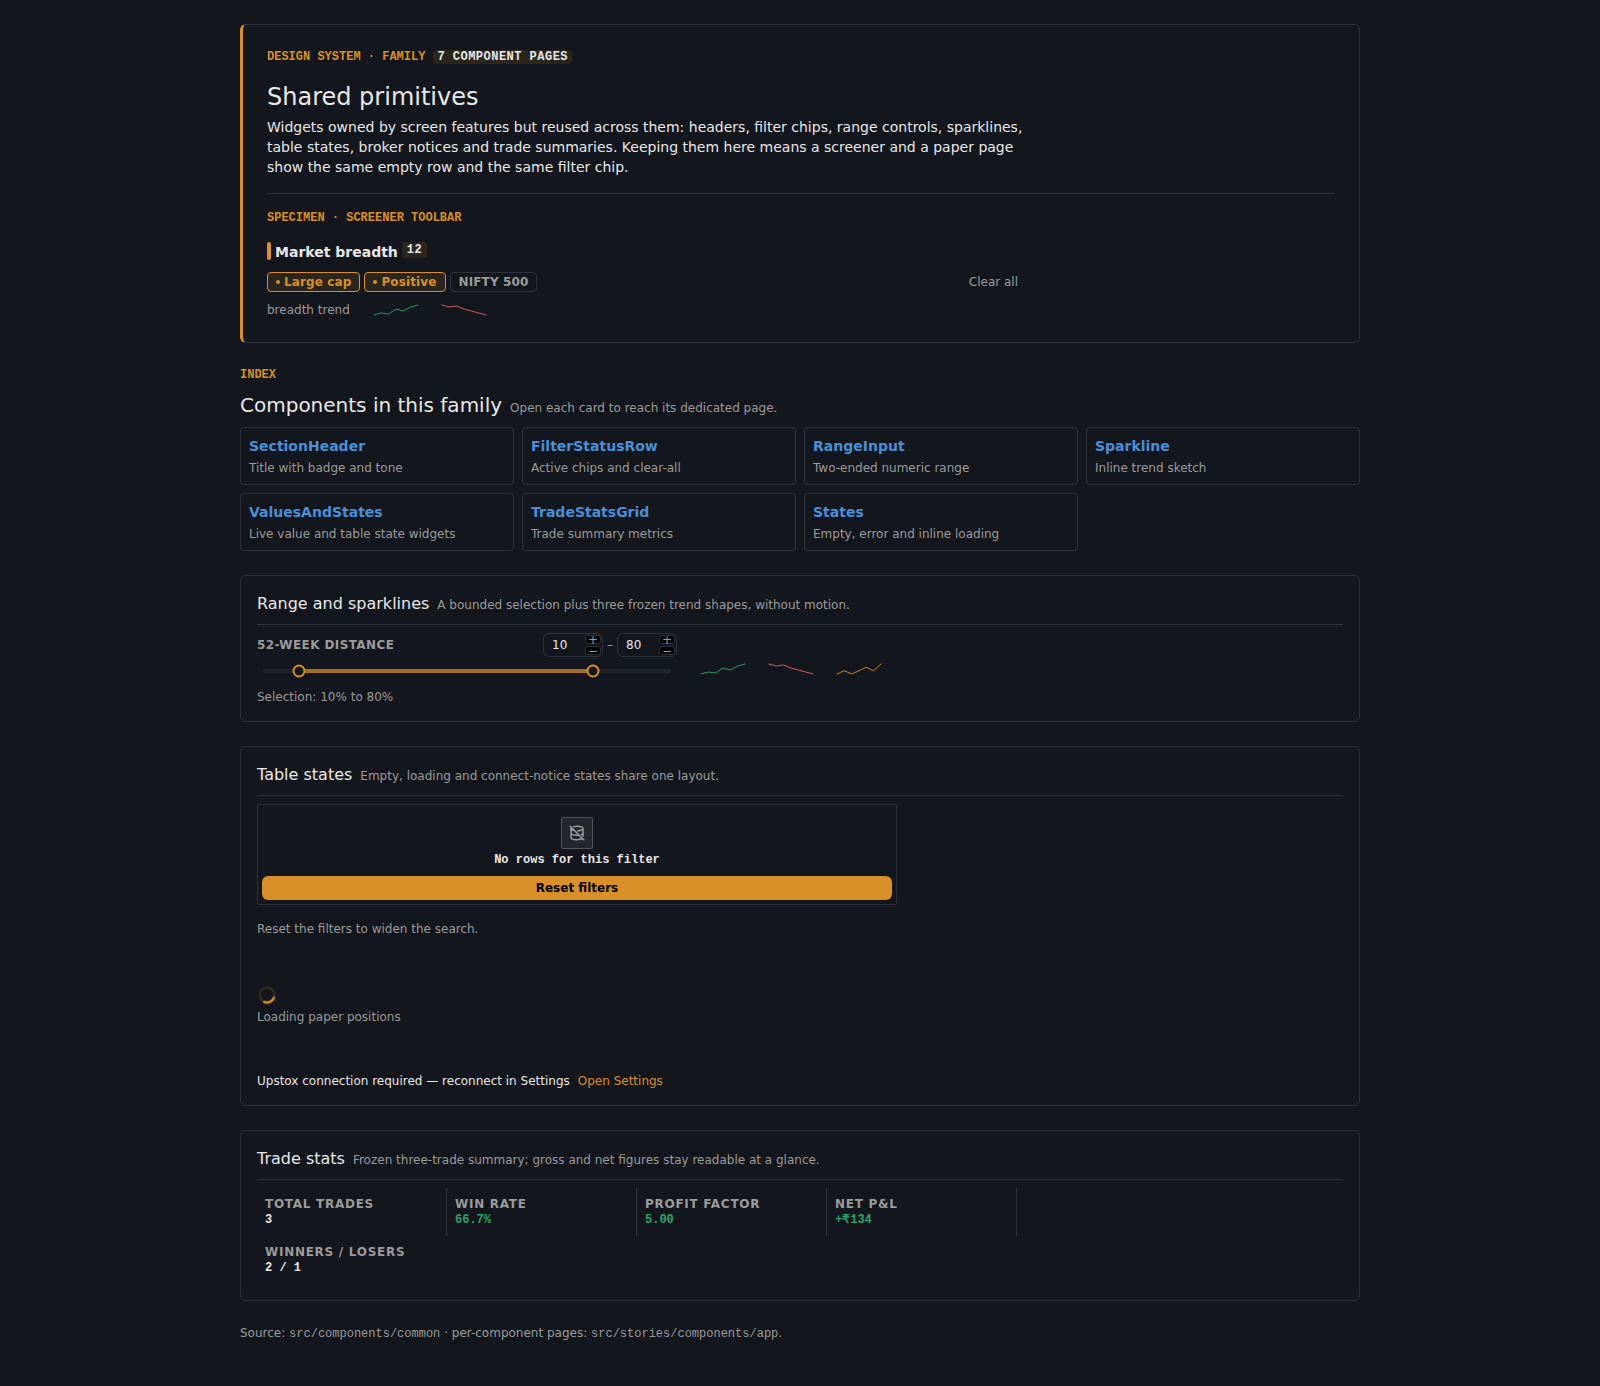 DESIGN SYSTEM · FAMILY 7 COMPONENT PAGES
Shared primitives
Widgets owned by screen features but reused across them: headers, filter chips, range controls, sparklines,
table states, broker notices and trade summaries. Keeping them here means a screener and a paper page
show the same empty row and the same filter chip.
SPECIMEN · SCREENER TOOLBAR
Market breadth 12
• Large cap • Positive NIFTY 500 Clear all
breadth trend
INDEX
Components in this family Open each card to reach its dedicated page.
SectionHeader
Title with badge and tone
FilterStatusRow
Active chips and clear-all
RangeInput
Two-ended numeric range
Sparkline
Inline trend sketch
ValuesAndStates
Live value and table state widgets
TradeStatsGrid
Trade summary metrics
States
Empty, error and inline loading
Range and sparklines A bounded selection plus three frozen trend shapes, without motion.
52-WEEK DISTANCE 10 + − – 80 + −
Selection: 10% to 80%
Table states Empty, loading and connect-notice states share one layout.
No rows for this filter
Reset filters
Reset the filters to widen the search.
Loading paper positions
Upstox connection required — reconnect in Settings Open Settings
Trade stats Frozen three-trade summary; gross and net figures stay readable at a glance.
TOTAL TRADES
3
WIN RATE
66.7%
PROFIT FACTOR
5.00
NET P&L
+₹134
WINNERS / LOSERS
2 / 1
Source: src/components/common · per-component pages: src/stories/components/app.